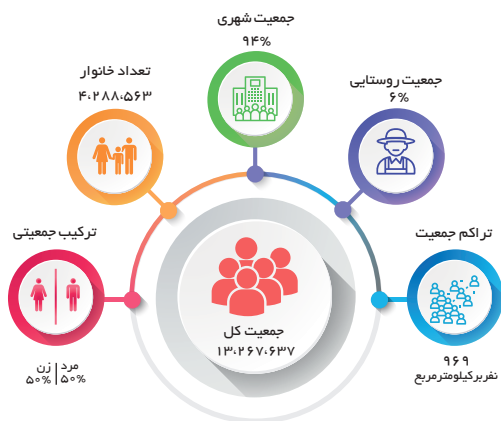 جمعیت شهری
۹۴%
تعداد خانوار
۴،۲۸۸،۵۶۳
جمعیت روستایی
۶%
ترکیب جمعیتی
تراکم جمعیت
جمعیت کل
۱۳،۲۶۷،۶۳۷
مرد | زن
۵۰% | ۵۰%
۹۶۹
نفربرکیلومترمربع